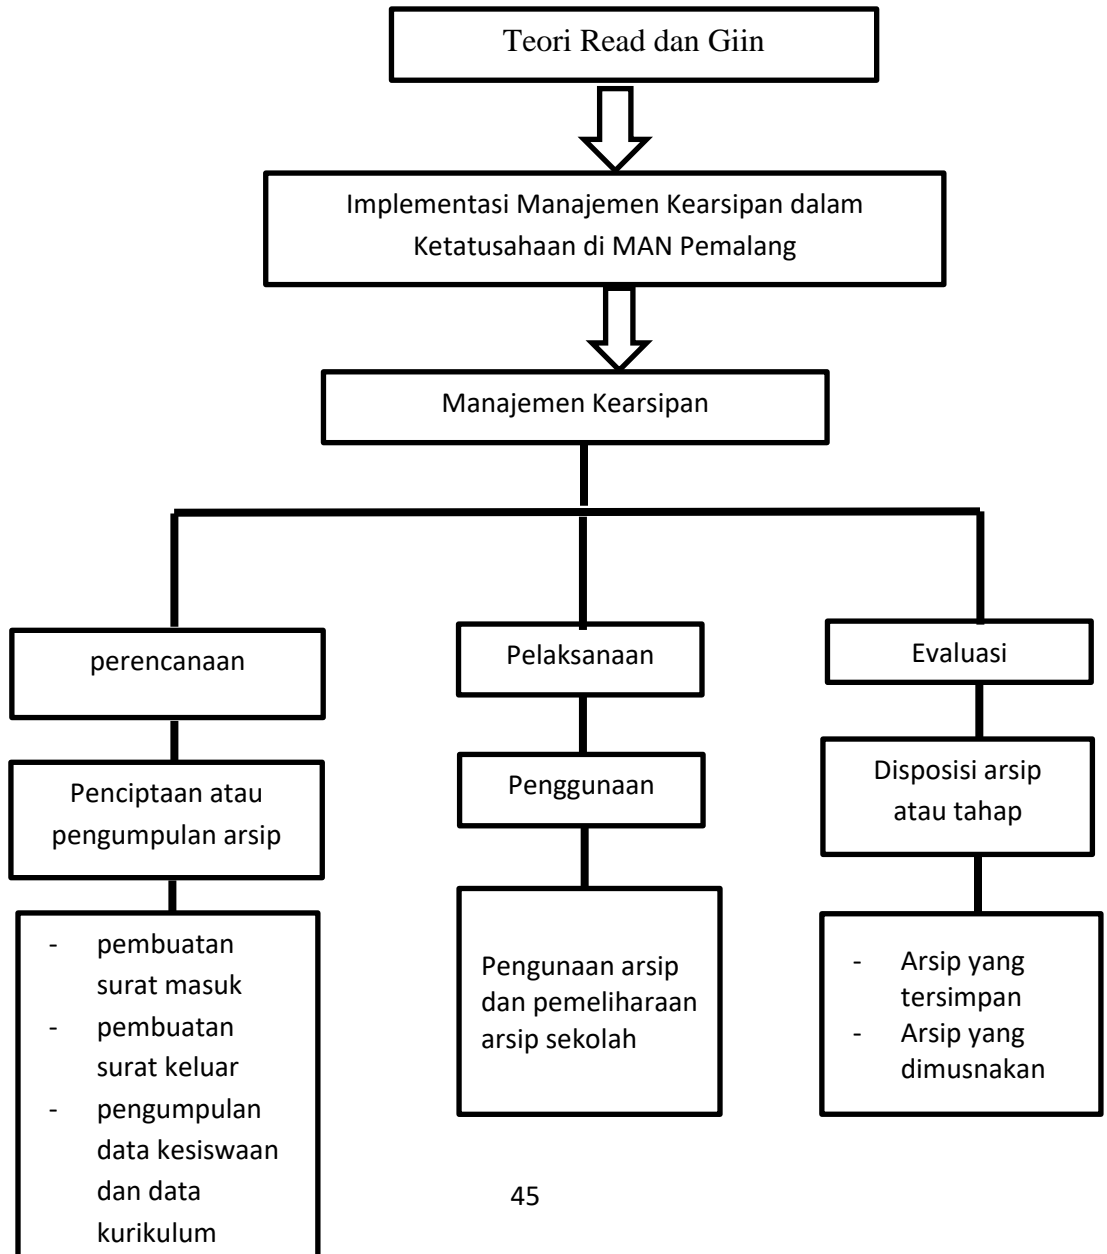 Teori Read dan Giin
Implementasi Manajemen Kearsipan dalam
Ketatusahaan di MAN Pemalang
Manajemen Kearsipan
perencanaan
Pelaksanaan
Evaluasi
Penciptaan atau
pengumpulan arsip
Penggunaan
Disposisi arsip
atau tahap
- pembuatan
surat masuk
- pembuatan
surat keluar
- pengumpulan
data kesiswaan
dan data
kurikulum
Pengunaan arsip
dan pemeliharaan
arsip sekolah
- Arsip yang
tersimpan
- Arsip yang
dimusnakan
45